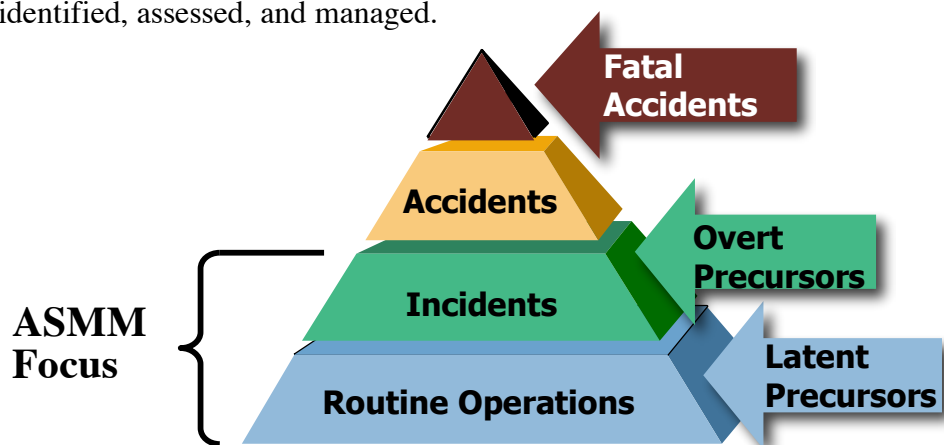 identified, assessed, and managed.
Fatal
Accidents
Accidents
Overt
Precursors
Incidents
ASMM
Focus
Latent
Precursors
Routine Operations